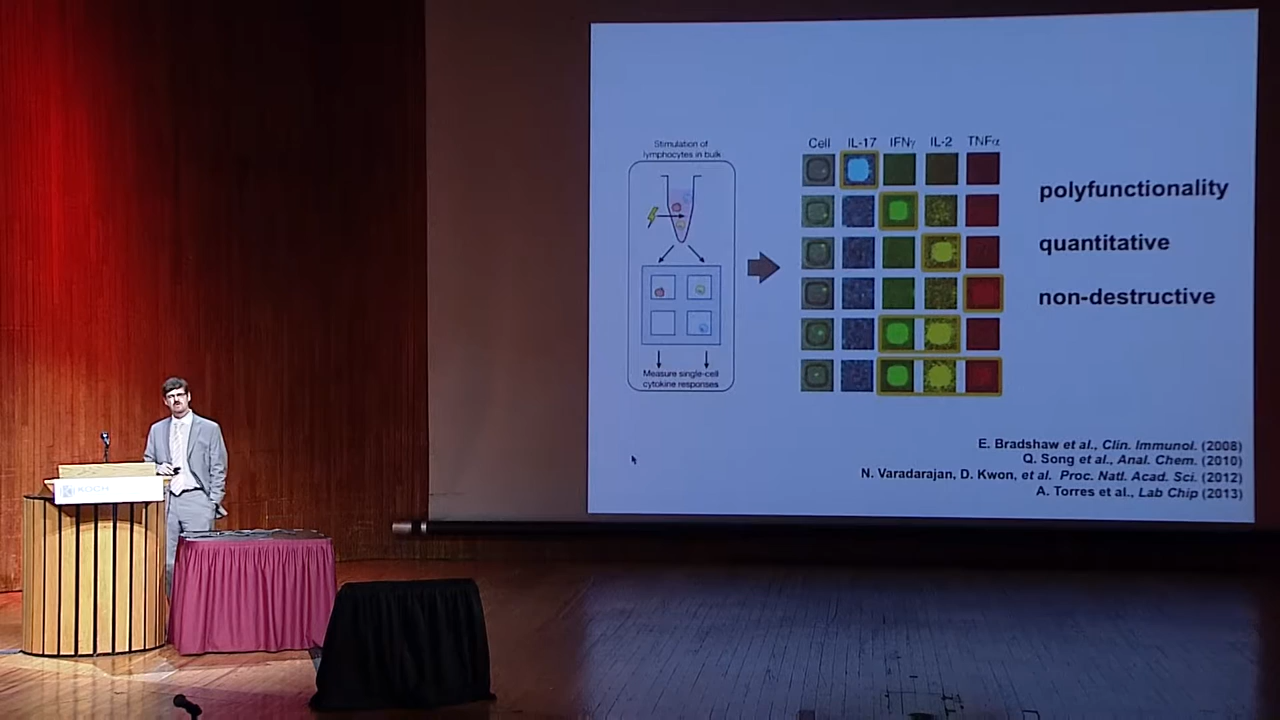 Stimulation of
lymphocytes in bulk
Measure single-cell
cytokine responses
Cell IL-17 IFNγ IL-2 TNFα
polyfunctionality
quantitative
non-destructive
E. Bradshaw et al., Clin. Immunol. (2008)
Q. Song et al., Anal. Chem. (2010)
N. Varadarajan, D. Kwon, et al. Proc. Natl. Acad. Sci. (2012)
A. Torres et al., Lab Chip (2013)
KOCH